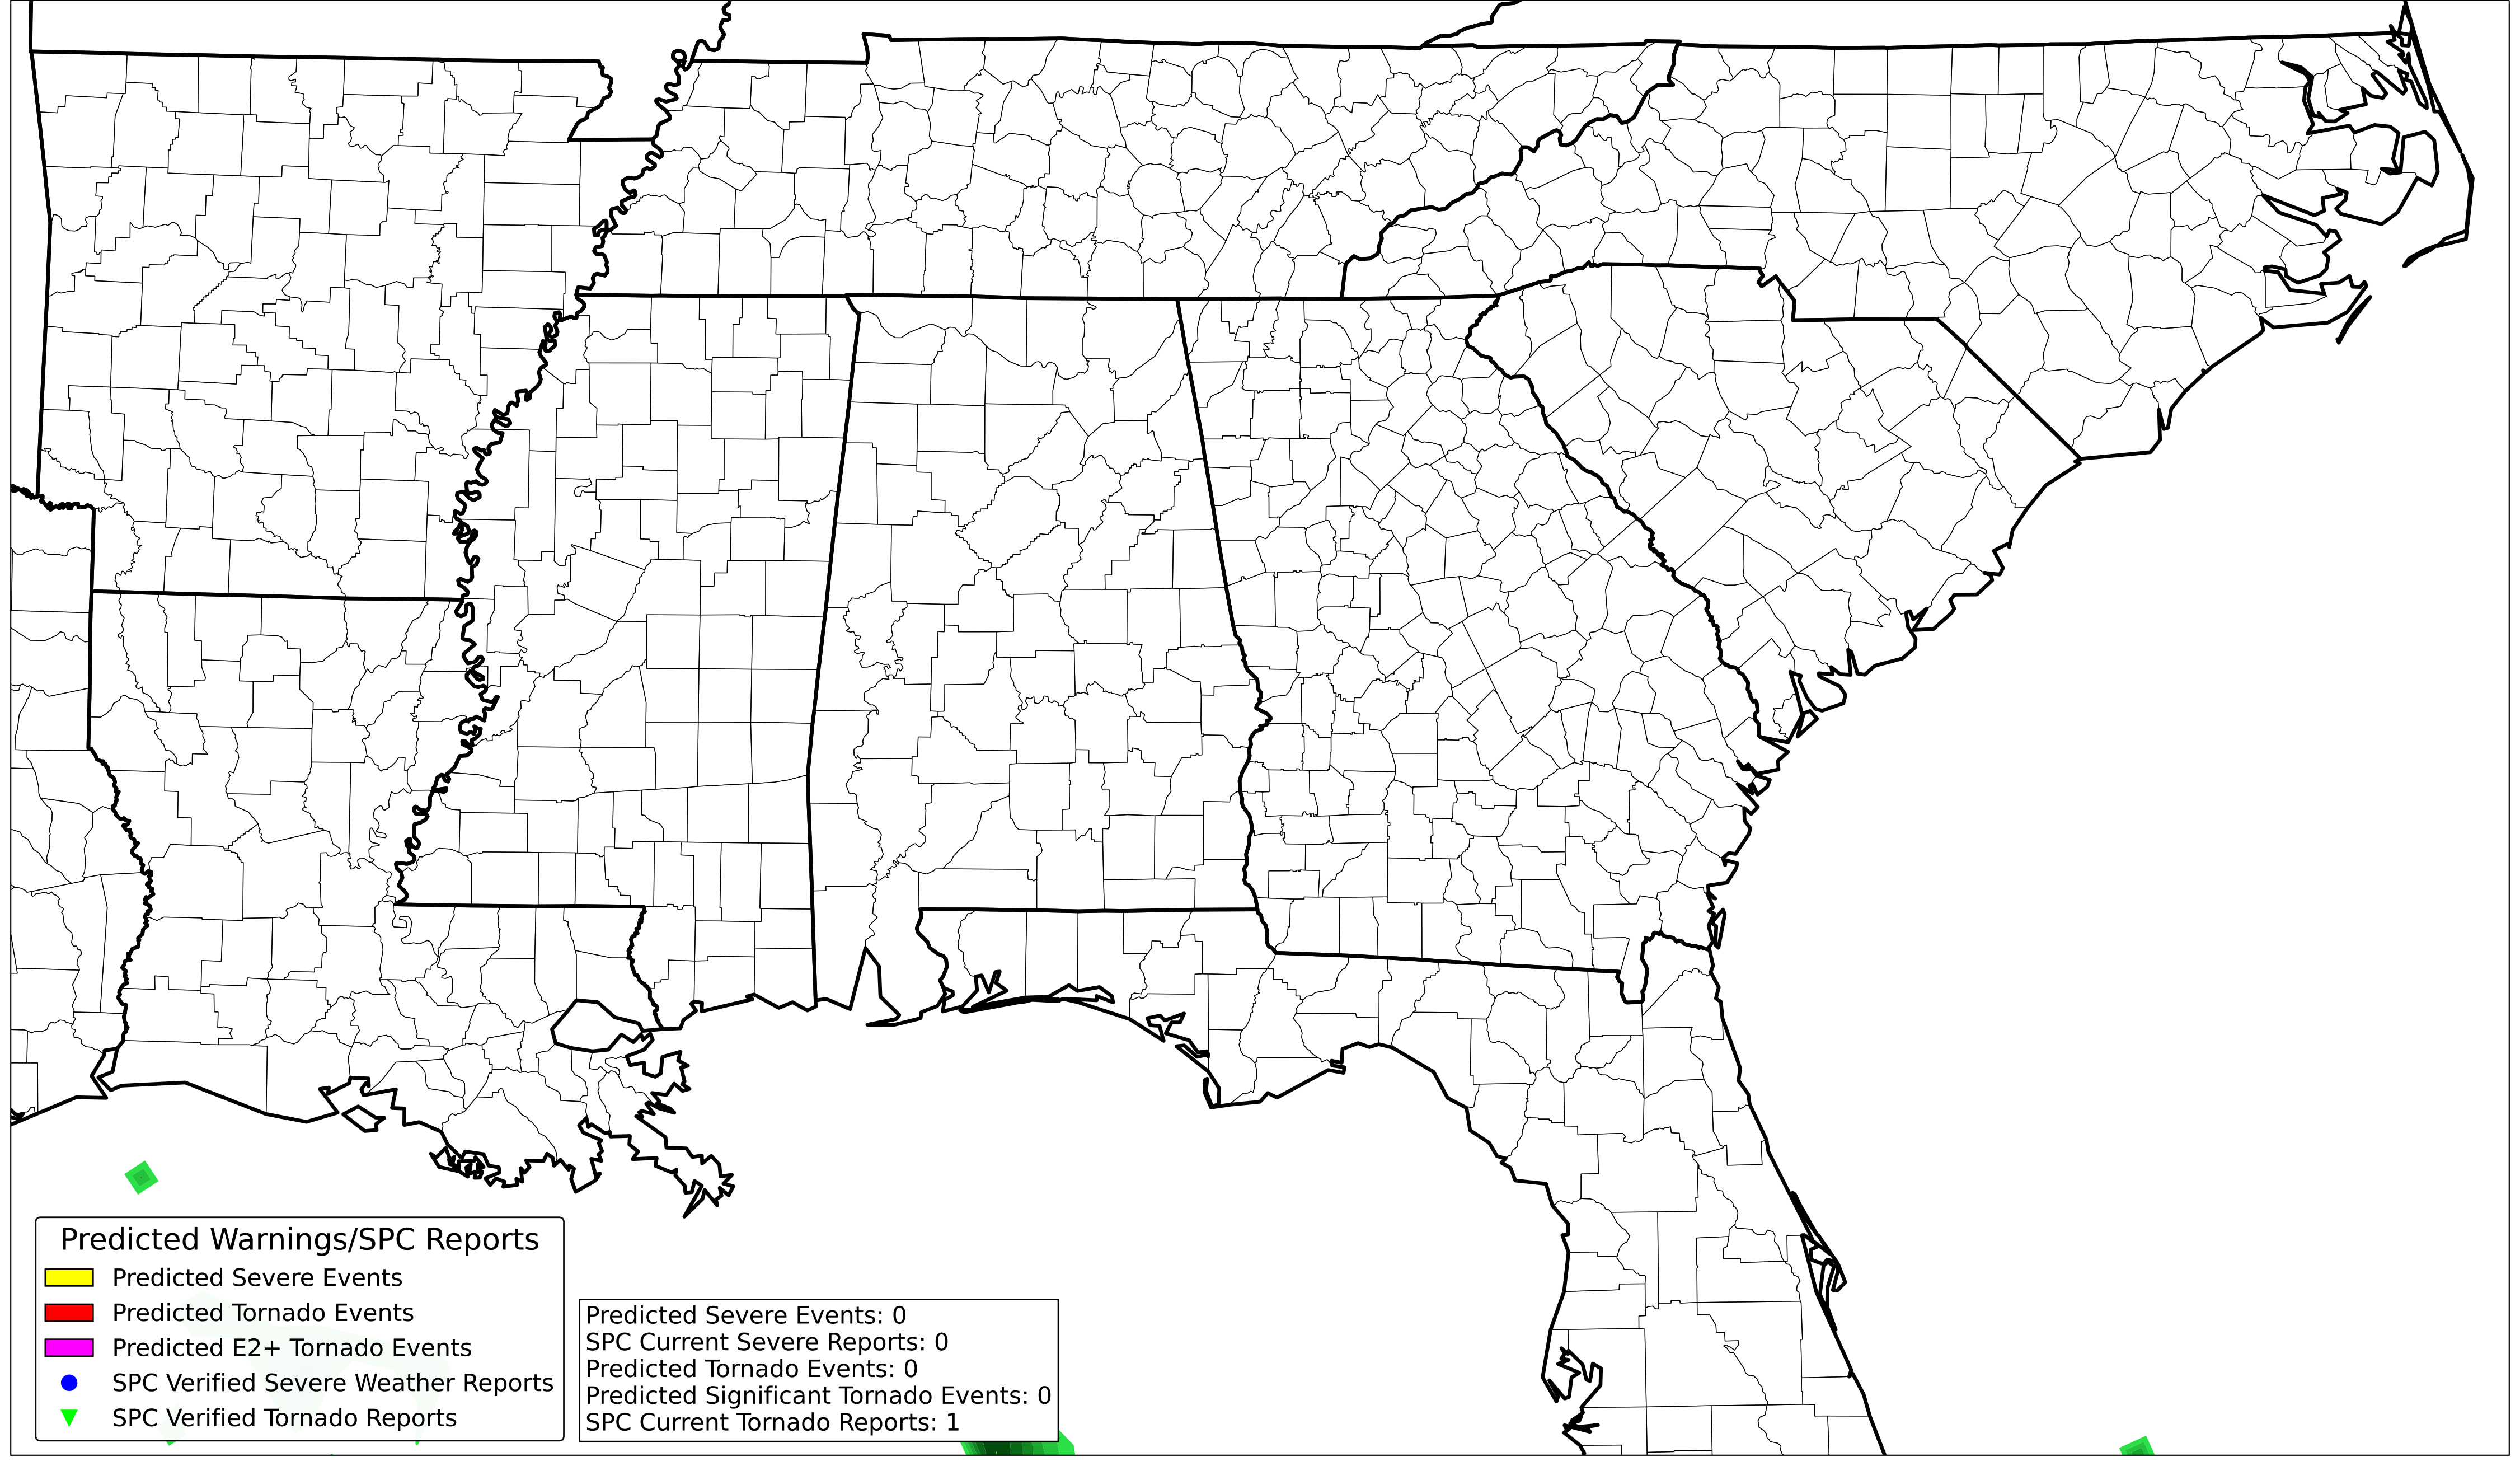 Predicted Warnings/SPC Reports
Predicted Severe Events
Predicted Tornado Events
Predicted E2+ Tornado Events
SPC Verified Severe Weather Reports
SPC Verified Tornado Reports
Predicted Severe Events: 0
SPC Current Severe Reports: 0
Predicted Tornado Events: 0
Predicted Significant Tornado Events: 0
SPC Current Tornado Reports: 1